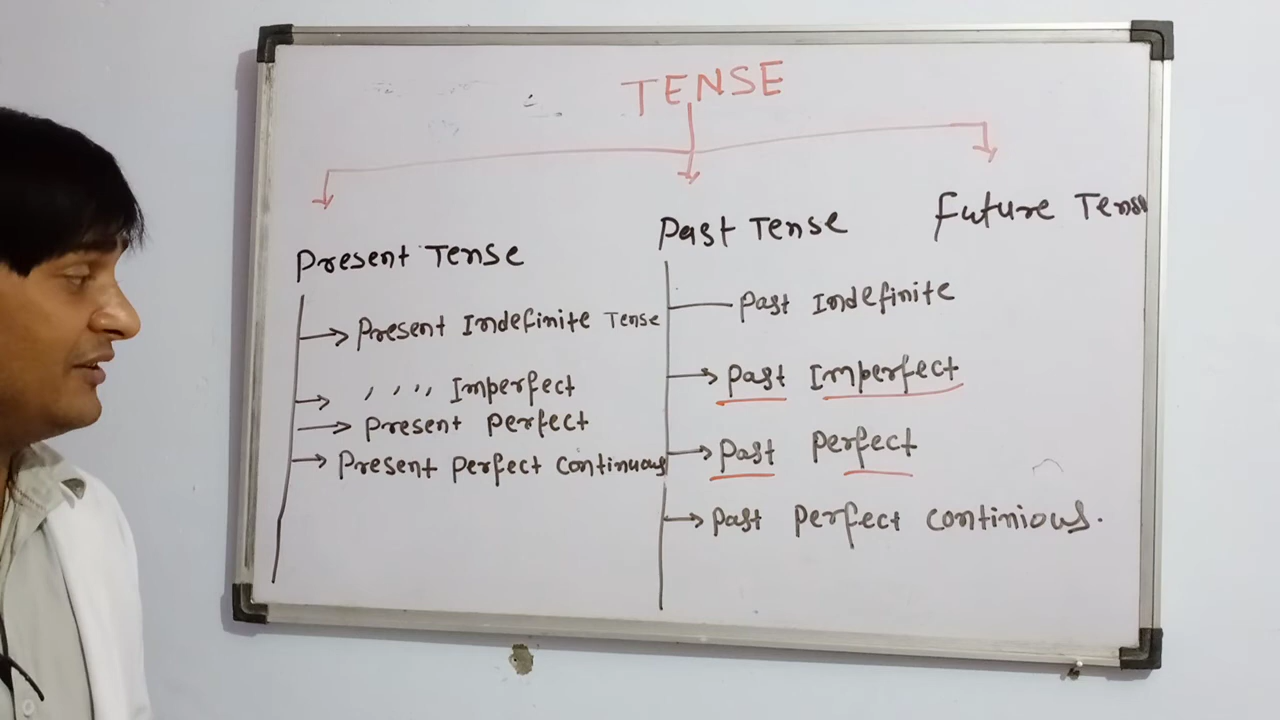 TENSE
Present Tense
Present Indefinite Tense
,, ,, Imperfect
Present Perfect
Present Perfect Continuous
Past Tense
Past Indefinite
Past Imperfect
Past Perfect
Past Perfect Continious.
Future Tense